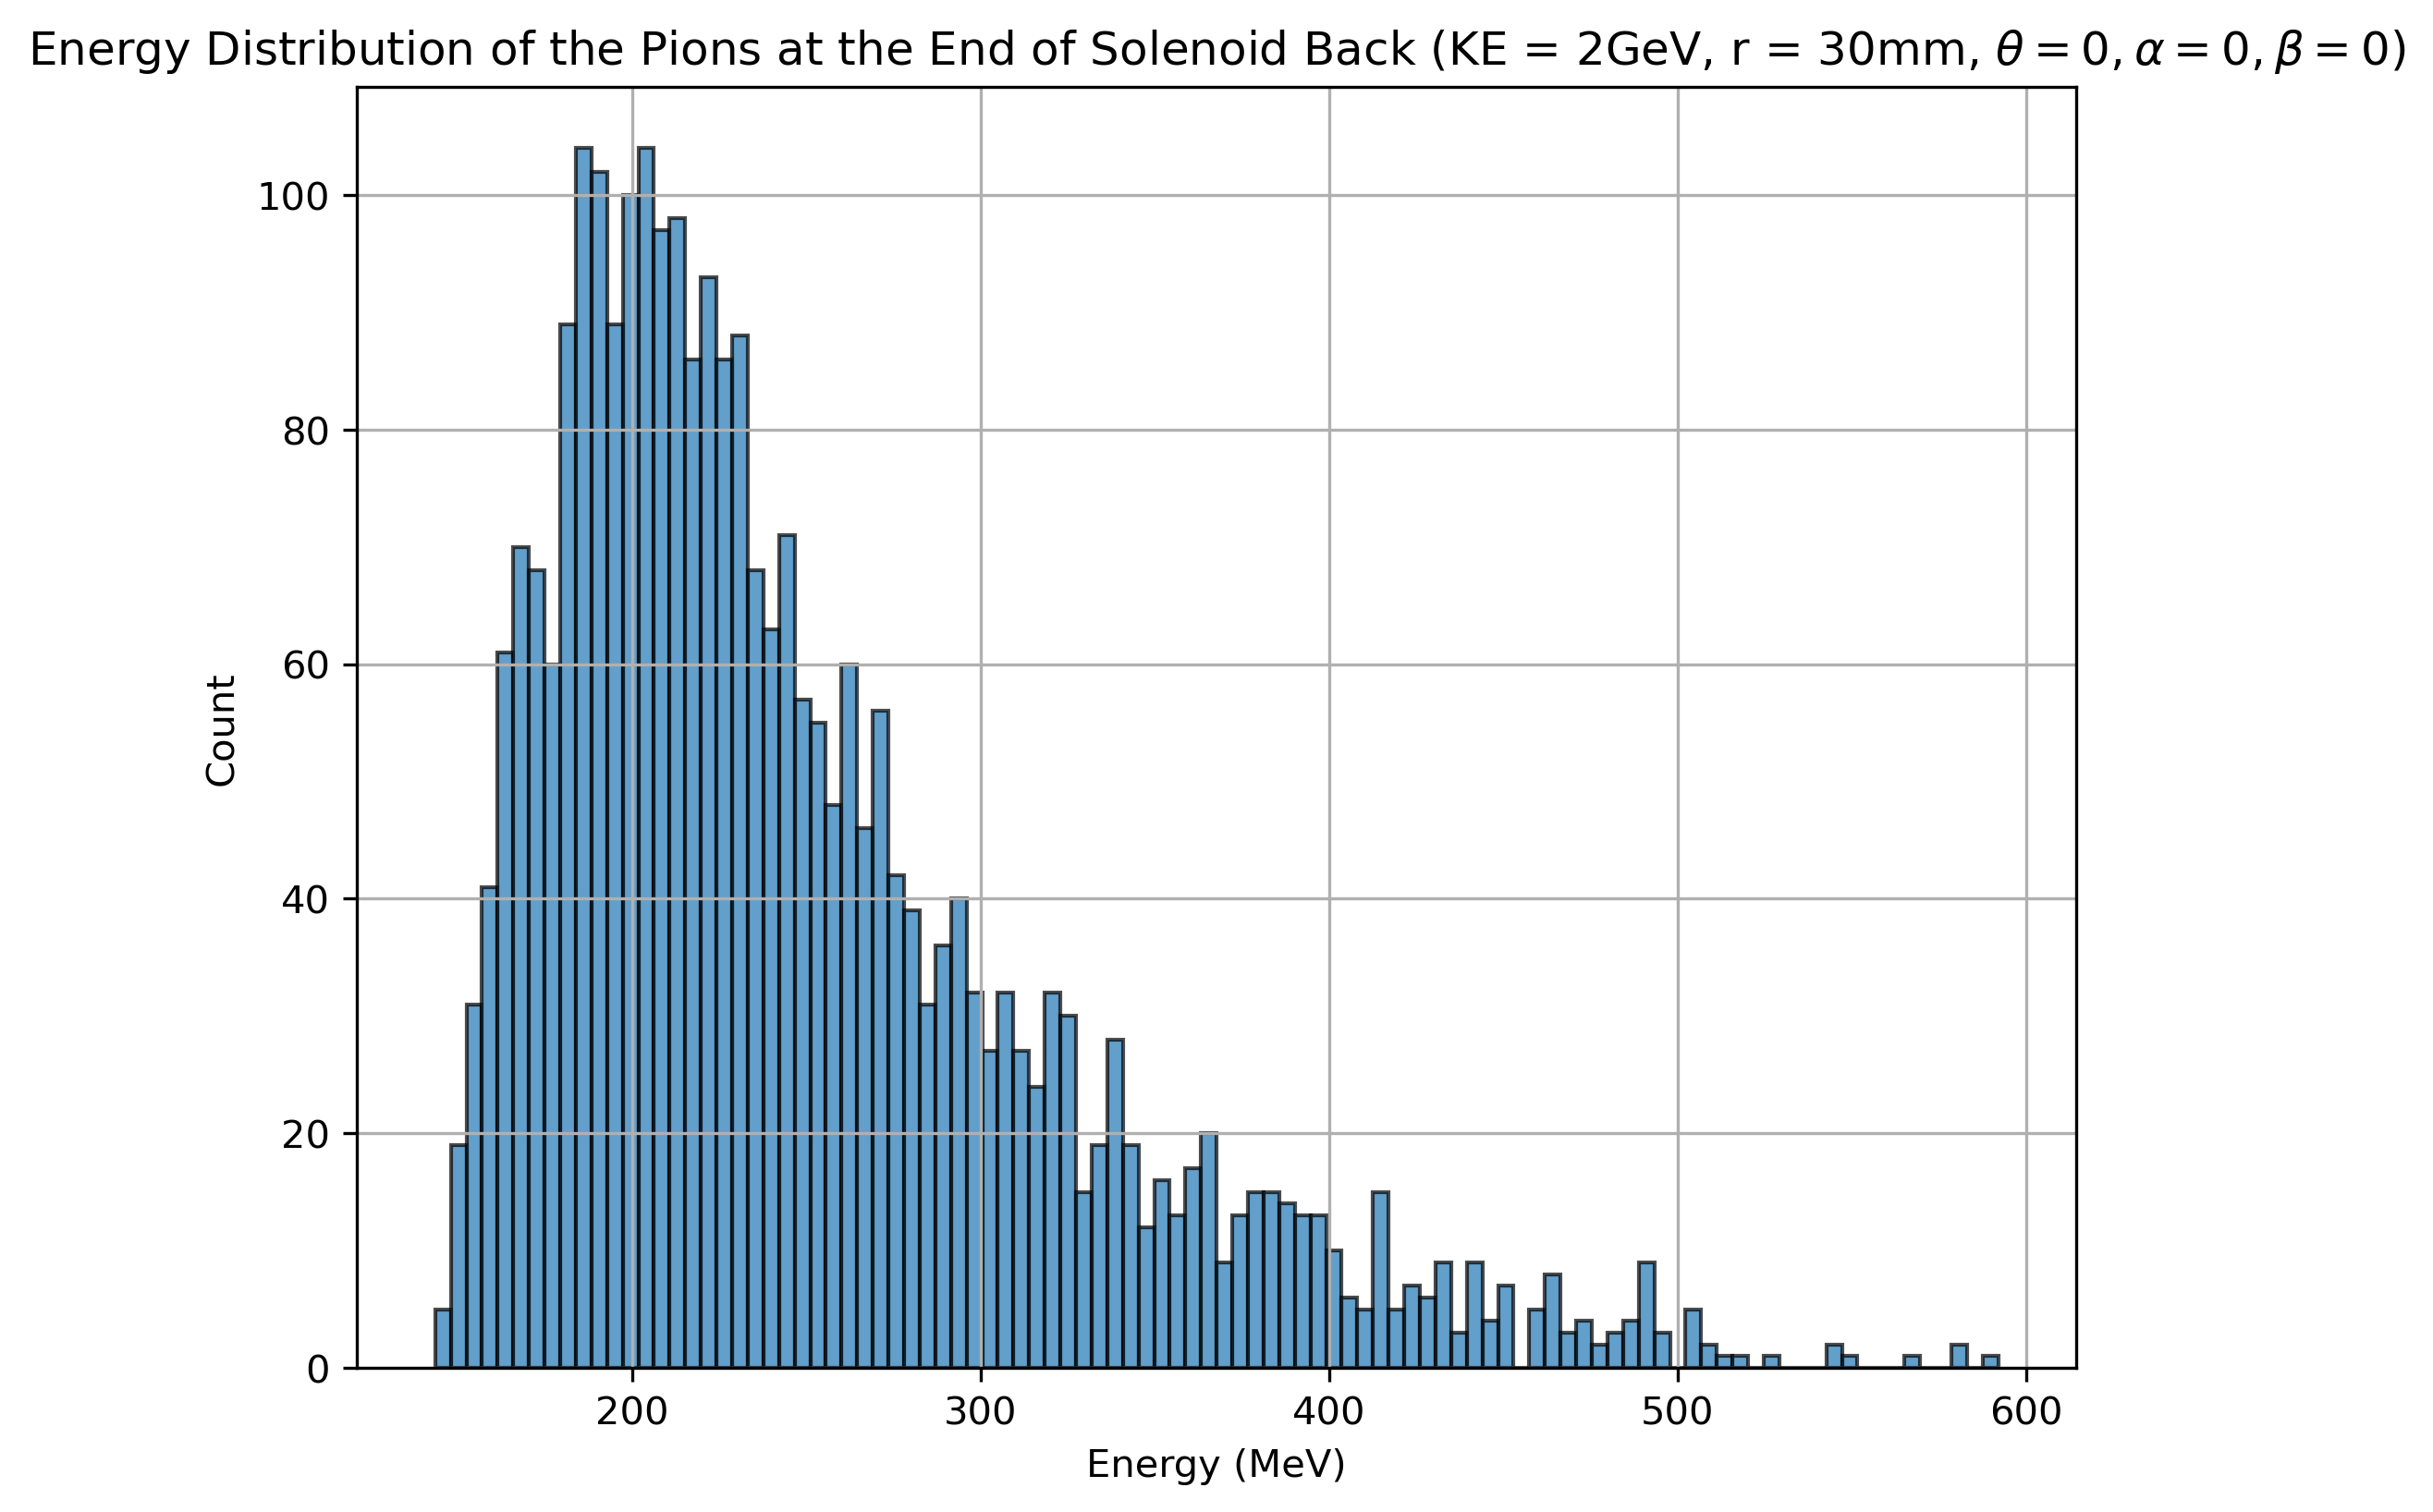 Energy Distribution of the Pions at the End of Solenoid Back (KE = 2GeV, r = 30mm, θ = 0, α = 0, β = 0)
100
80
60
40
20
0
Count
200 300 400 500 600
Energy (MeV)